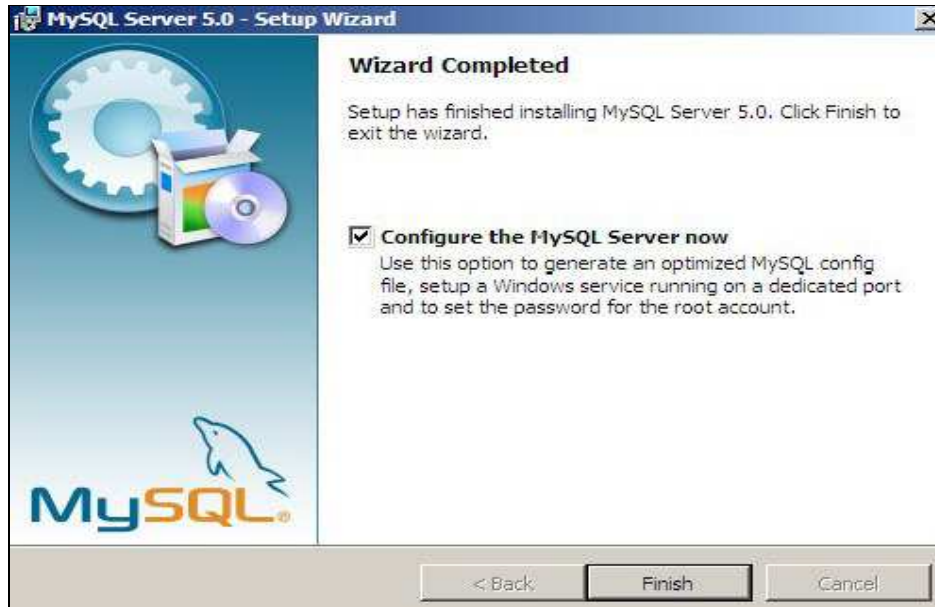 MySQL Server 5.0 - Setup Wizard
Wizard Completed
Setup has finished installing MySQL Server 5.0. Click Finish to
exit the wizard.
Configure the MySQL Server now
Use this option to generate an optimized MySQL config
file, setup a Windows service running on a dedicated port
and to set the password for the root account.
MySQL®
< Back
Finish
Cancel